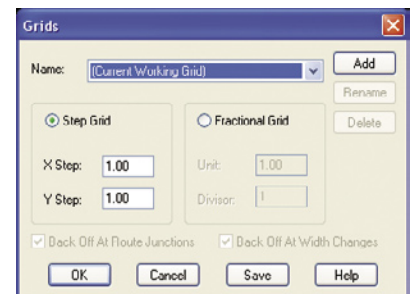 Grids
Name: (Current Working Grid) Add
Rename
Step Grid Fractional Grid Delete
X Step: 1.00 Unit: 1.00
Y Step: 1.00 Divisor: 1
Back Off At Route Junctions Back Off At Width Changes
OK Cancel Save Help